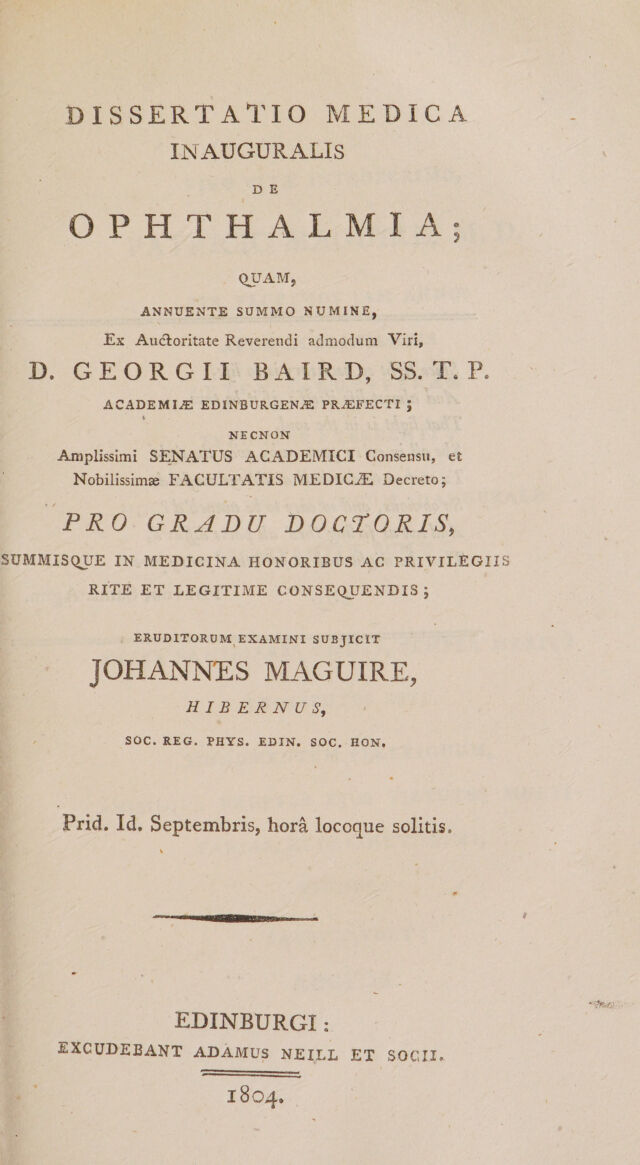 DISSERTATIO MEDICA
INAUGURALIS
DE
OPHTHALMIA;
QUAM,
ANNUENTE SUMMO NUMINE,
Ex Auctoritate Reverendi admodum Viri,
D. GEORGII BAIRD, SS. T. P.
ACADEMIÆ EDINBURGENÆ PRÆFECTI;
NECNON
Amplissimi SENATUS ACADEMICI Consensu, et
Nobilissimæ FACULTATIS MEDICÆ Decreto;
PRO GRADU DOCTORIS,
SUMMISQUE IN MEDICINA HONORIBUS AC PRIVILEGIIS
RITE ET LEGITIME CONSEQUENDIS;
ERUDITORUM EXAMINI SUBJICIT
JOHANNES MAGUIRE,
HIBERNUS,
SOC. REG. PHYS. EDIN. SOC. HON.
Prid. Id. Septembris, horâ locoque solitis.
EDINBURGI:
EXCUDEBANT ADAMUS NEILL ET SOCII.
1804.